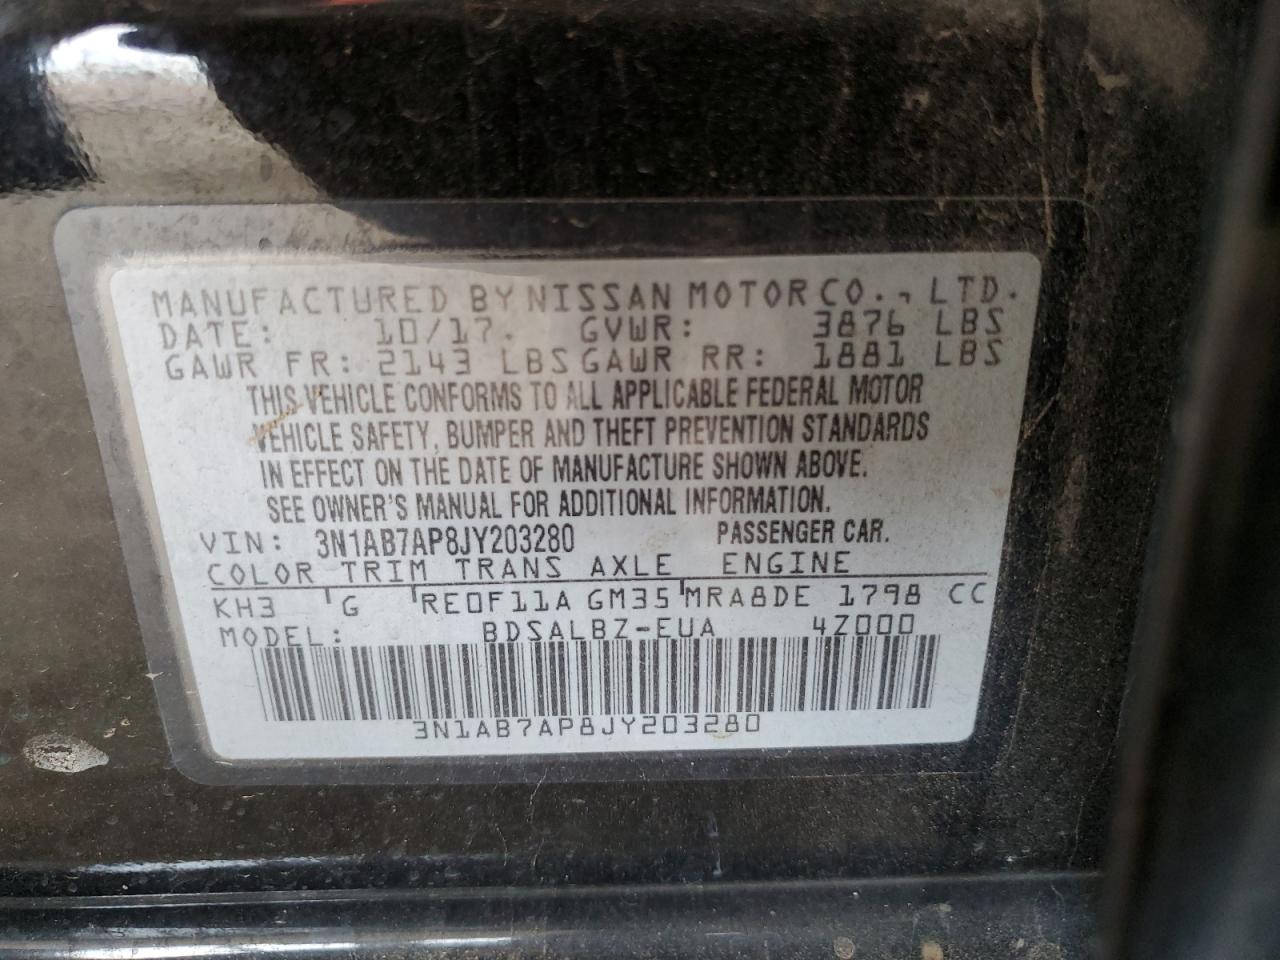 MANUFACTURED BY NISSAN MOTOR CO., LTD.
DATE: 10/17. GVWR: 3876 LBS
GAWR FR: 2143 LBS GAWR RR: 1881 LBS
THIS VEHICLE CONFORMS TO ALL APPLICABLE FEDERAL MOTOR
VEHICLE SAFETY, BUMPER AND THEFT PREVENTION STANDARDS
IN EFFECT ON THE DATE OF MANUFACTURE SHOWN ABOVE.
SEE OWNER'S MANUAL FOR ADDITIONAL INFORMATION.
VIN: 3N1AB7AP8JY203280 PASSENGER CAR.
COLOR TRIM TRANS AXLE ENGINE
KH3 G RE0F11A GM35 MRA8DE 1798 CC
MODEL: BDSALBZ-EUA 4Z000
3N1AB7AP8JY203280